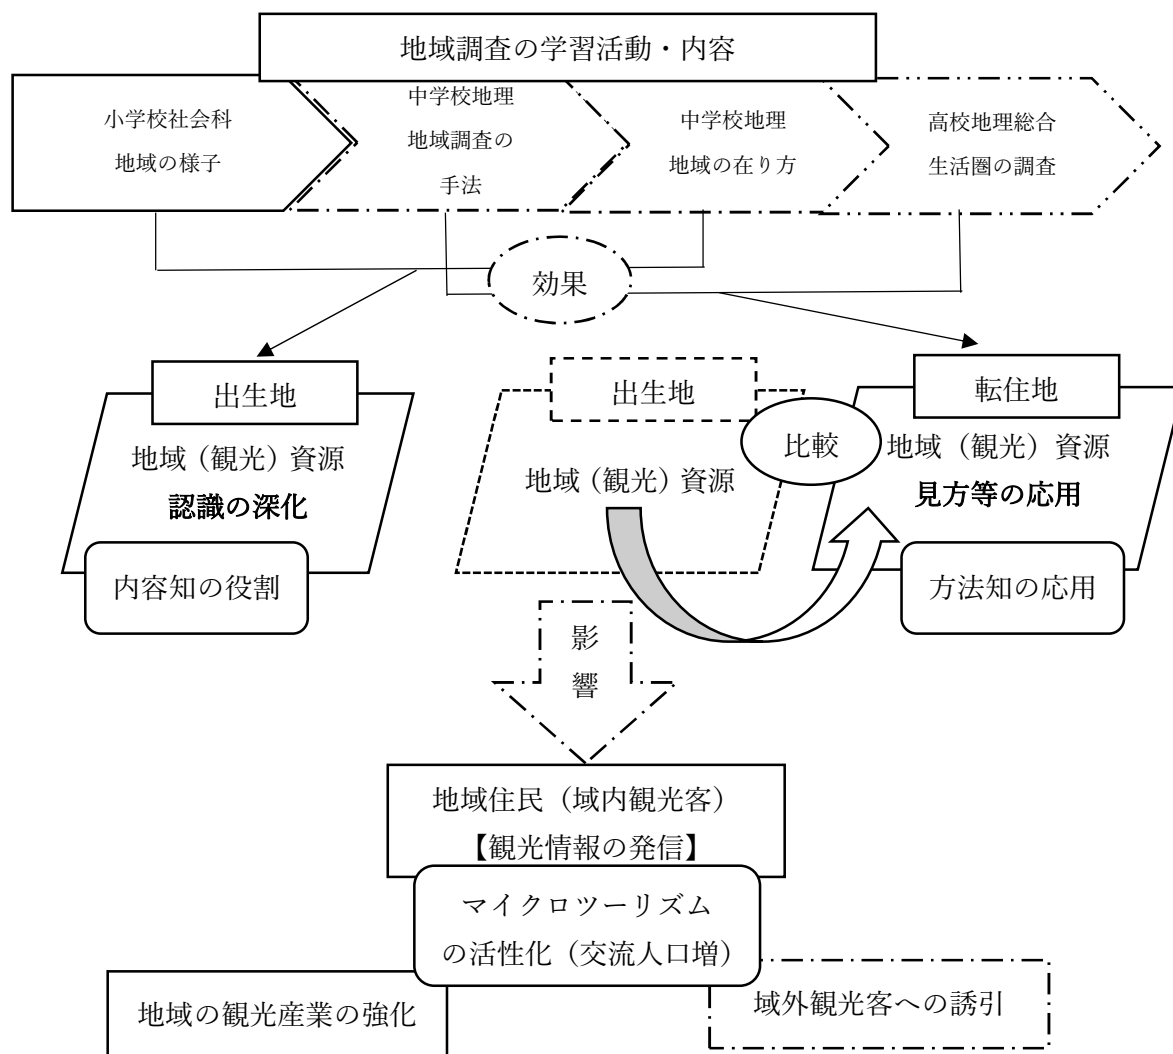 地域調査の学習活動・内容
小学校社会科
地域の様子
中学校地理
地域調査の
手法
中学校地理
地域の在り方
高校地理総合
生活圏の調査
効果
出生地
地域（観光）資源
認識の深化
内容知の役割
出生地
地域（観光）資源
比較
転住地
地域（観光）資源
見方等の応用
方法知の応用
影
響
地域住民（域内観光客）
【観光情報の発信】
マイクロツーリズム
の活性化（交流人口増）
地域の観光産業の強化
域外観光客への誘引